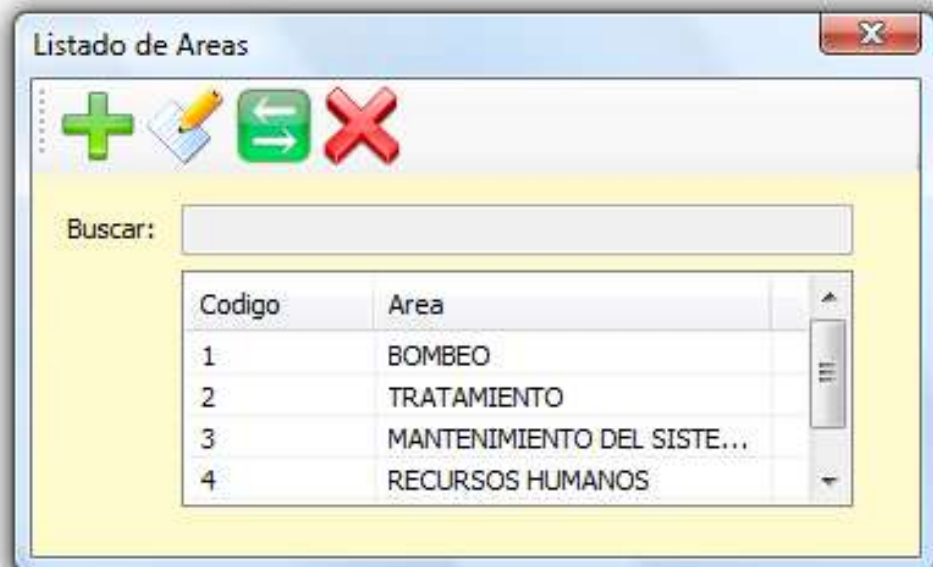 Listado de Areas
Buscar:
Codigo Area
1 BOMBEO
2 TRATAMIENTO
3 MANTENIMIENTO DEL SISTE...
4 RECURSOS HUMANOS